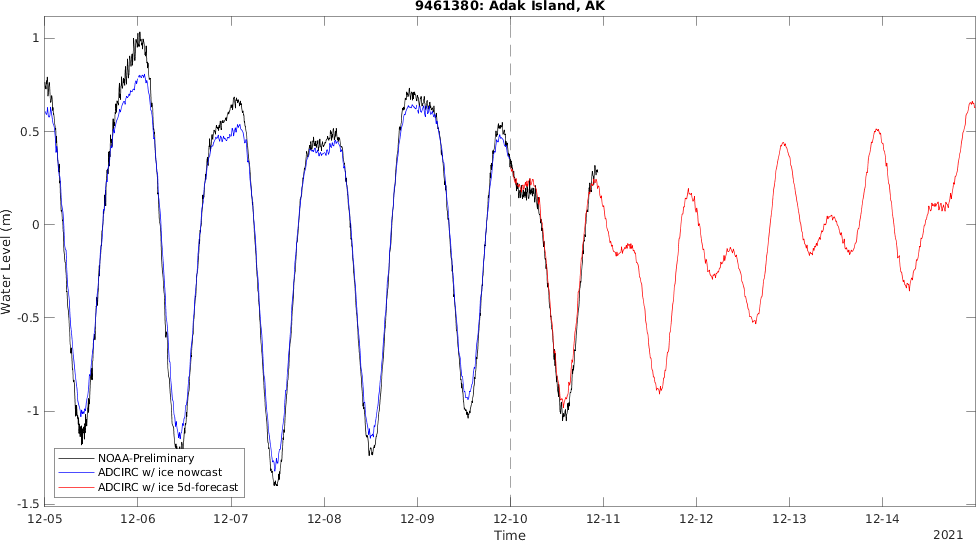 9461380: Adak Island, AK
Water Level (m)
1
0.5
0
-0.5
-1
-1.5
NOAA-Preliminary
ADCIRC w/ ice nowcast
ADCIRC w/ ice 5d-forecast
12-05 12-06 12-07 12-08 12-09 12-10 12-11 12-12 12-13 12-14
Time
2021